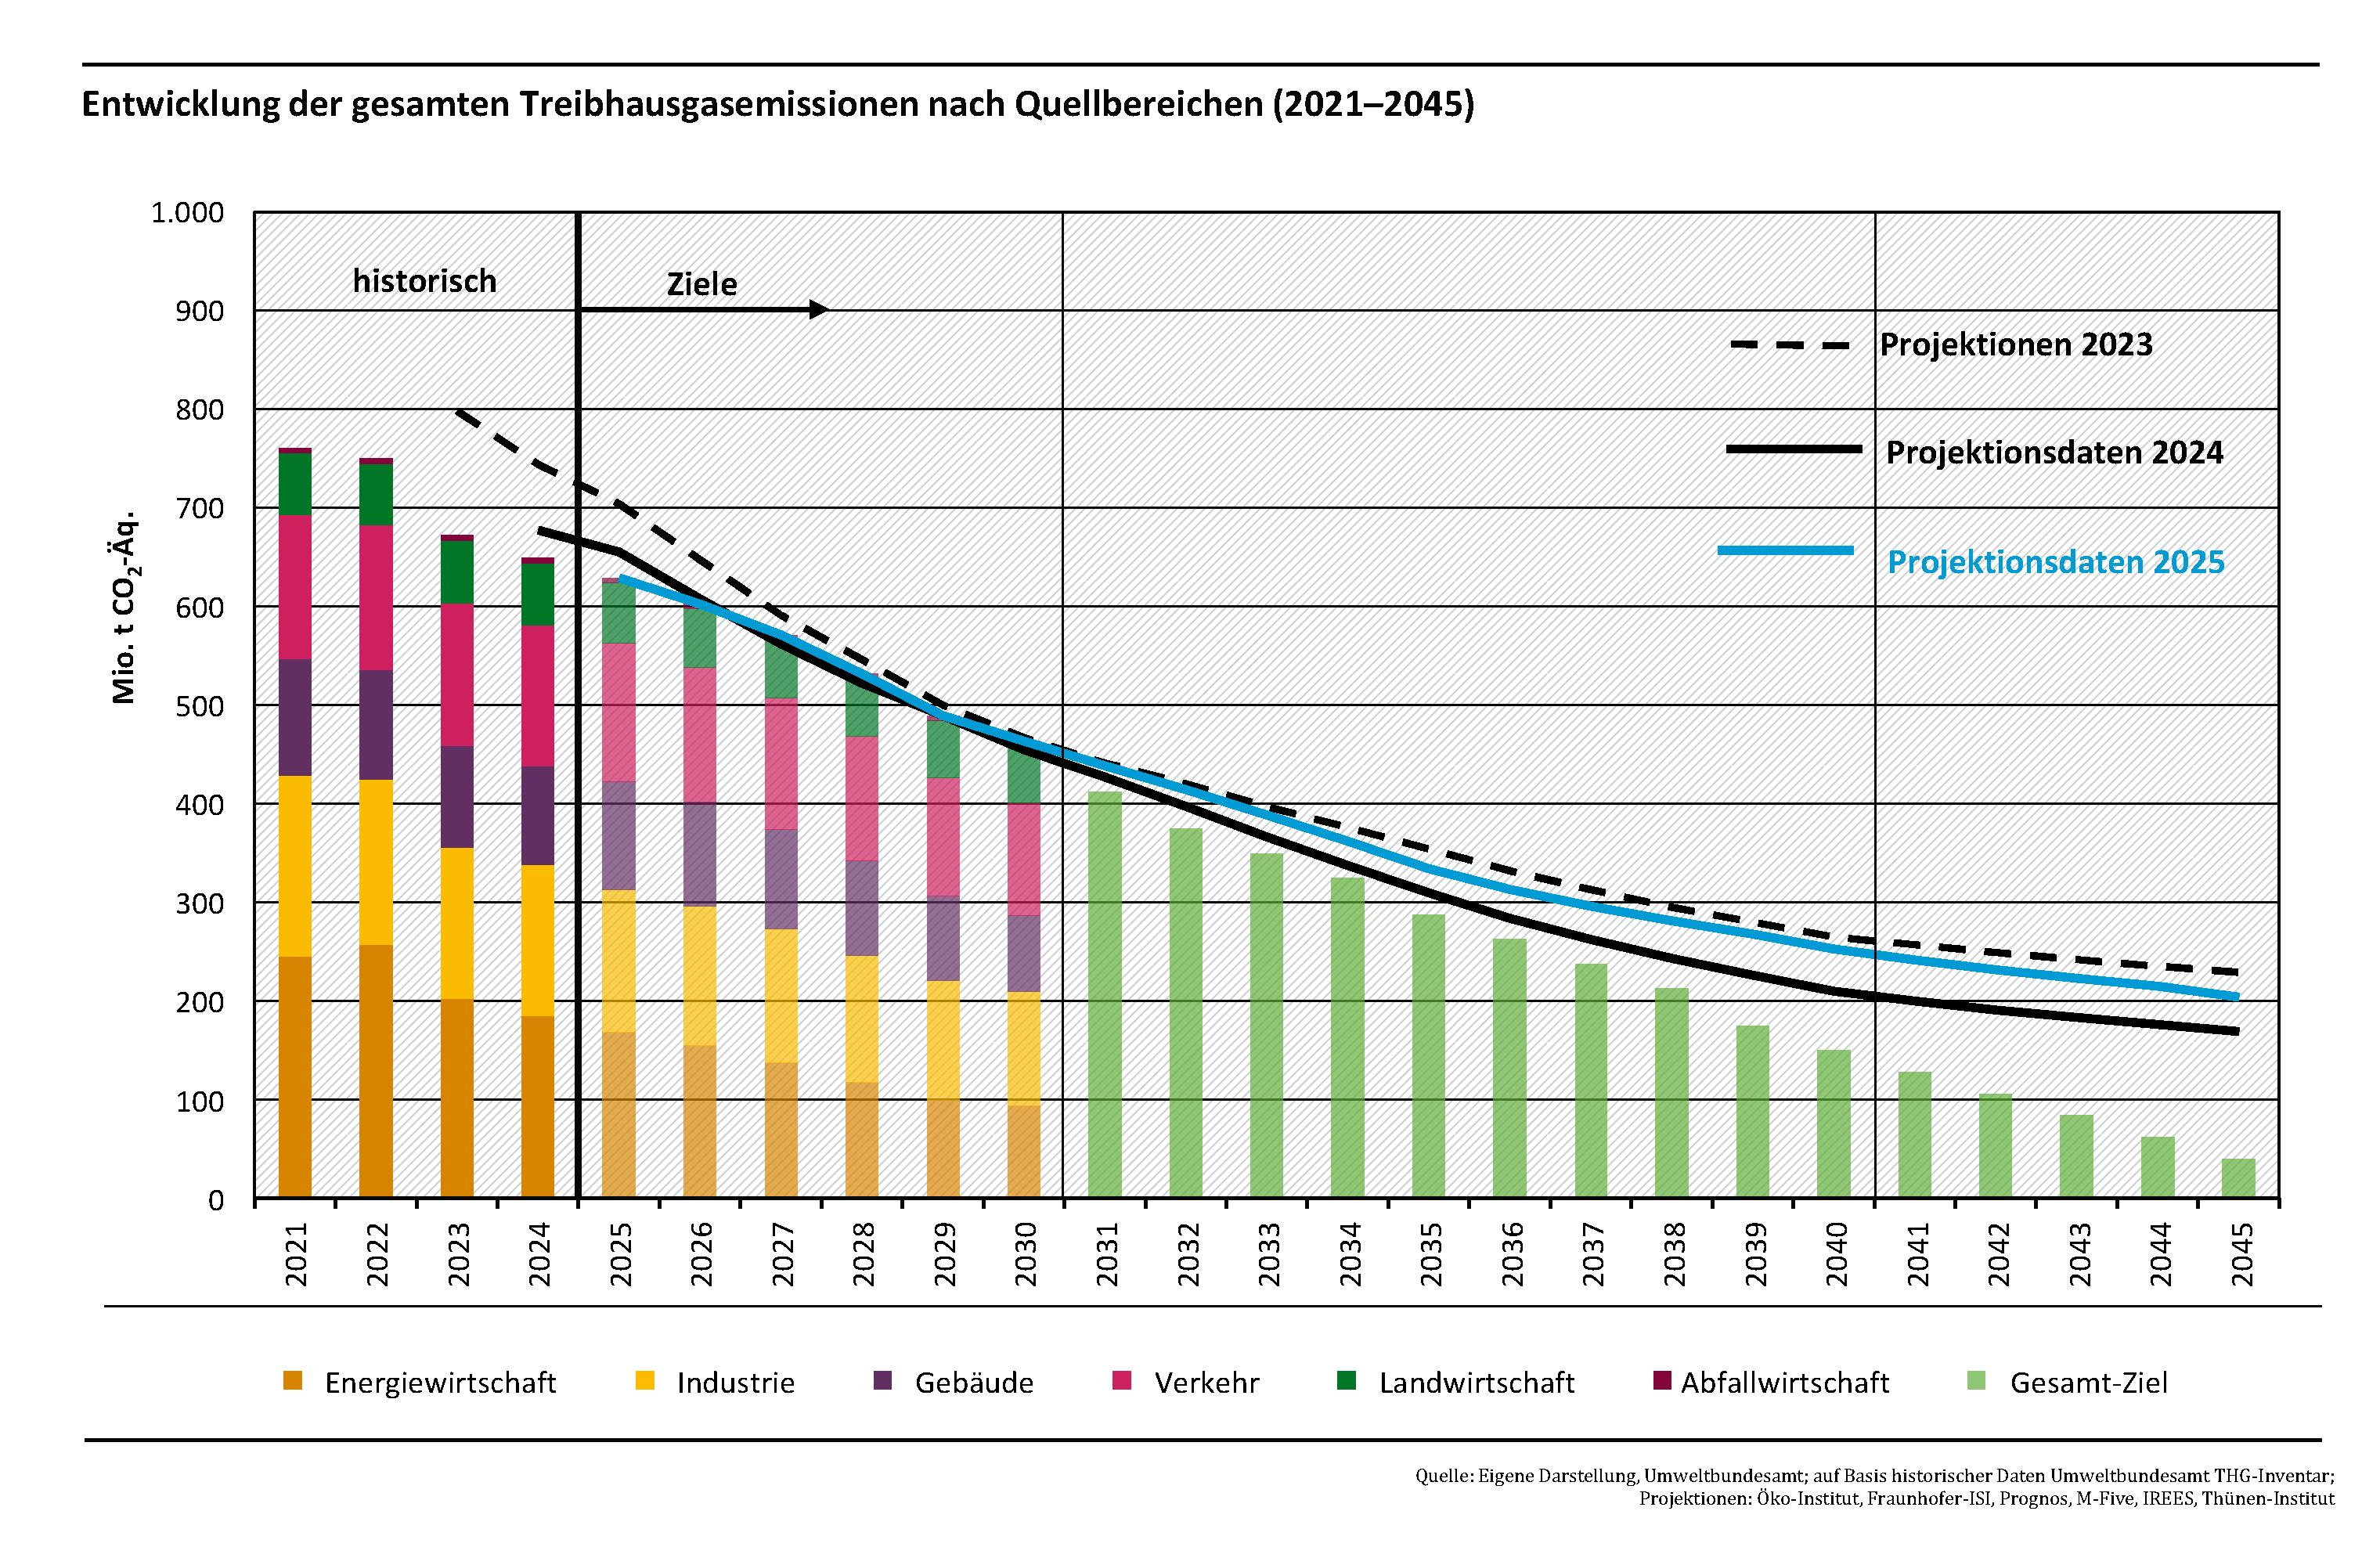 Entwicklung der gesamten Treibhausgasemissionen nach Quellbereichen (2021–2045)
1.000
900
800
700
600
500
400
300
200
100
0
Mio. t CO₂-Äq.
historisch
Ziele
Projektionen 2023
Projektionsdaten 2024
Projektionsdaten 2025
2021
2022
2023
2024
2025
2026
2027
2028
2029
2030
2031
2032
2033
2034
2035
2036
2037
2038
2039
2040
2041
2042
2043
2044
2045
Energiewirtschaft
Industrie
Gebäude
Verkehr
Landwirtschaft
Abfallwirtschaft
Gesamt-Ziel
Quelle: Eigene Darstellung, Umweltbundesamt; auf Basis historischer Daten Umweltbundesamt THG-Inventar;
Projektionen: Öko-Institut, Fraunhofer-ISI, Prognos, M-Five, IREES, Thünen-Institut